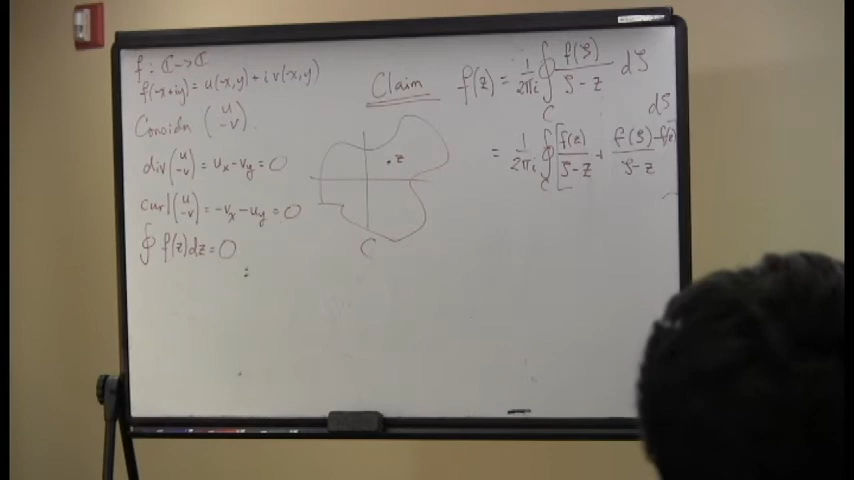 f : ℂ -> ℂ
f(x+iy) = u(x,y) + i v(x,y)
Consider (u -v).
div(u -v) = u_x - v_y = 0
curl(u -v) = -v_x - u_y = 0
∮ f(z)dz = 0
Claim
z
C
f(z) = 1/2πi ∮_C f(ζ)/(ζ - z) dζ
= 1/2πi ∮_C [ f(z)/(ζ - z) + (f(ζ) - f(z))/(ζ - z) dζ